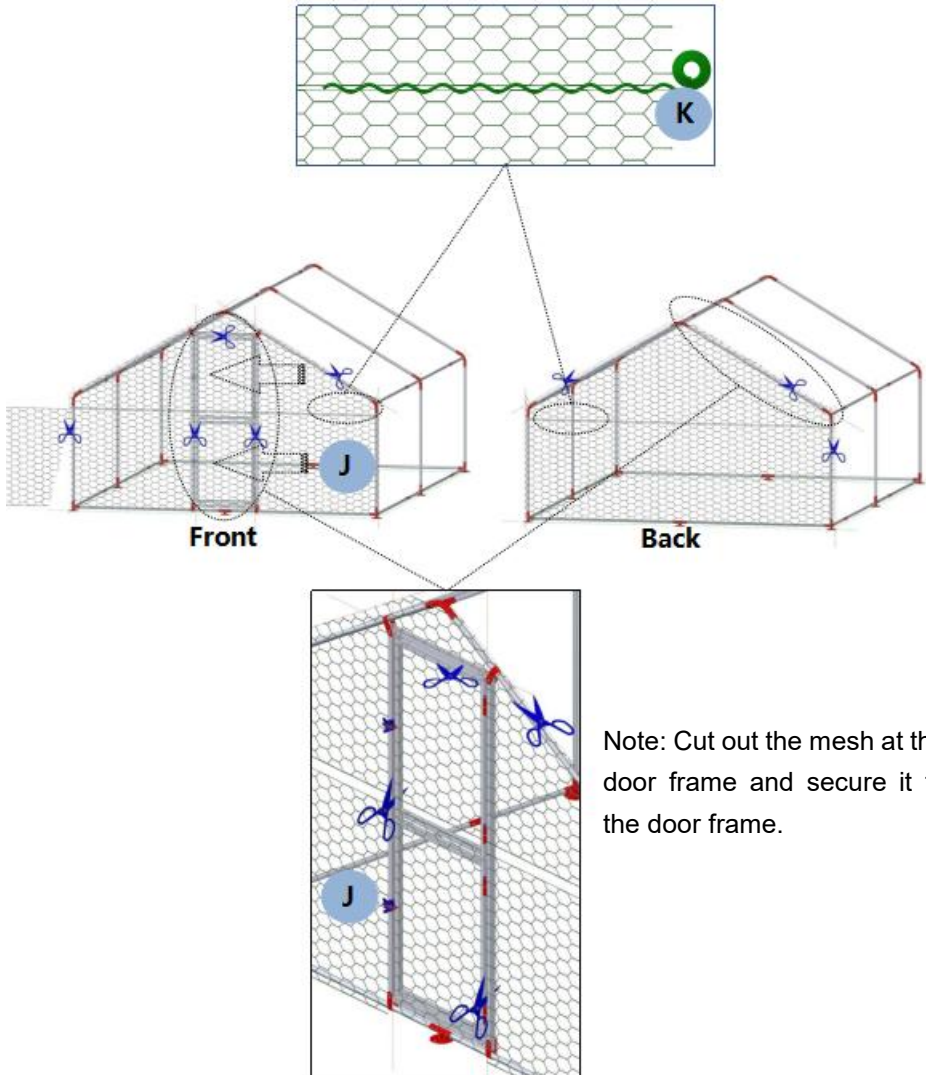 K
J
Front
Back
J
Note: Cut out the mesh at th
door frame and secure it
the door frame.